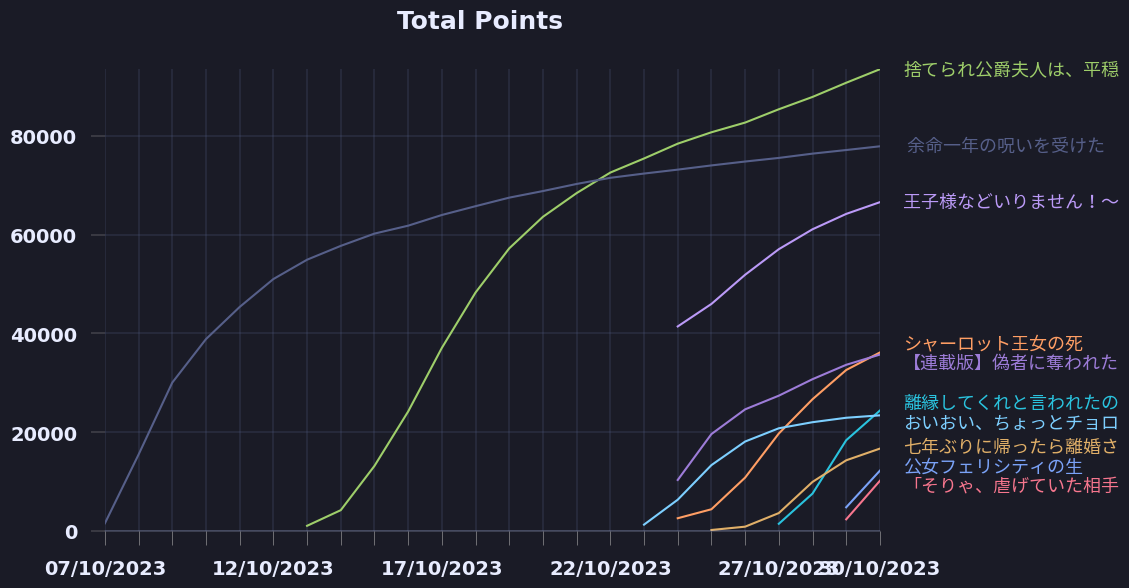 Total Points
捨てられ公爵夫人は、平穏
80000
余命一年の呪いを受けた
王子様などいりません！～
60000
40000
シャーロット王女の死
【連載版】偽者に奪われた
離縁してくれと言われたの
おいおい、ちょっとチョロ
20000
七年ぶりに帰ったら離婚さ
公女フェリシティの生
「そりゃ、虐げていた相手
0
07/10/2023 12/10/2023 17/10/2023 22/10/2023 27/10/2023 30/10/2023